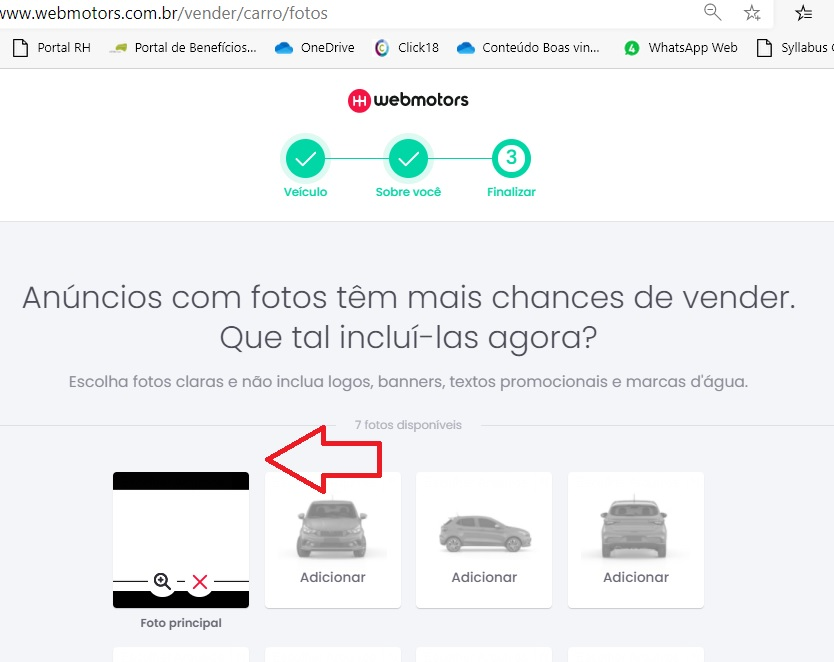 www.webmotors.com.br/vender/carro/fotos
Portal RH Portal de Benefícios... OneDrive Click18 Conteúdo Boas vin... WhatsApp Web Syllabus
webmotors
3
Veículo Sobre você Finalizar
Anúncios com fotos têm mais chances de vender.
Que tal incluí-las agora?
Escolha fotos claras e não inclua logos, banners, textos promocionais e marcas d'água.
7 fotos disponíveis
Adicionar Adicionar Adicionar
Foto principal